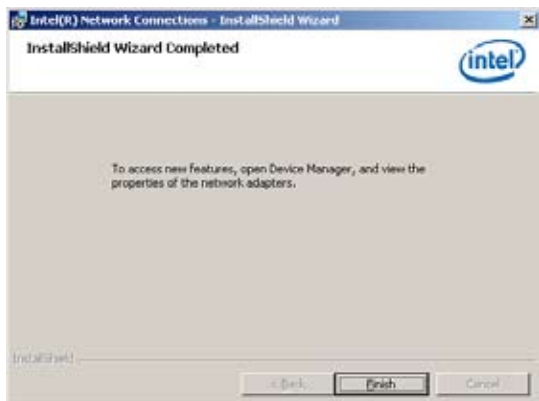 Intel(R) Network Connections - InstallShield Wizard
InstallShield Wizard Completed
intel
To access new features, open Device Manager, and view the
properties of the network adapters.
InstallShield
< Back
Finish
Cancel